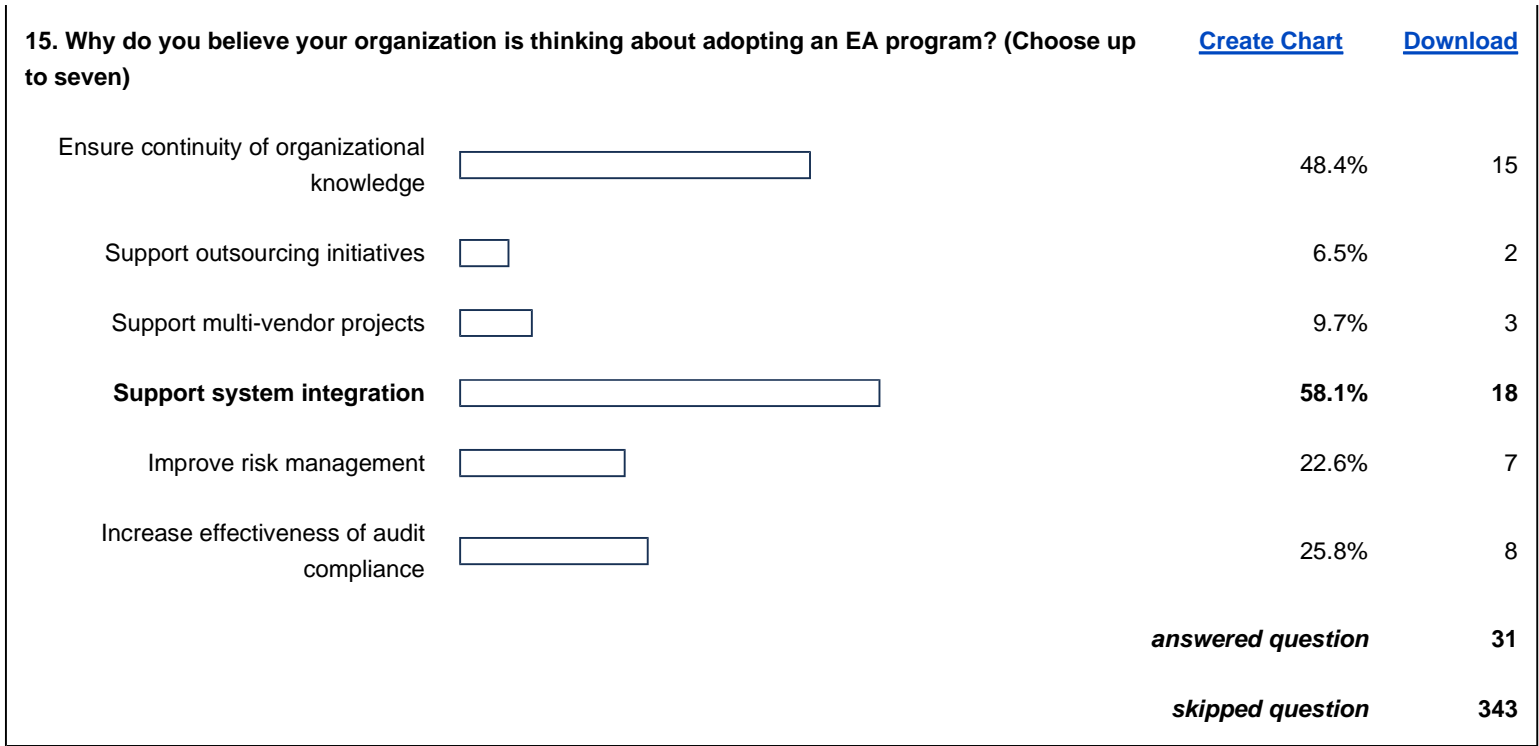 15. Why do you believe your organization is thinking about adopting an EA program? (Choose up
to seven)
Create Chart
Download
Ensure continuity of organizational
knowledge
48.4% 15
Support outsourcing initiatives 6.5% 2
Support multi-vendor projects 9.7% 3
Support system integration 58.1% 18
Improve risk management 22.6% 7
Increase effectiveness of audit
compliance
25.8% 8
answered question 31
skipped question 343